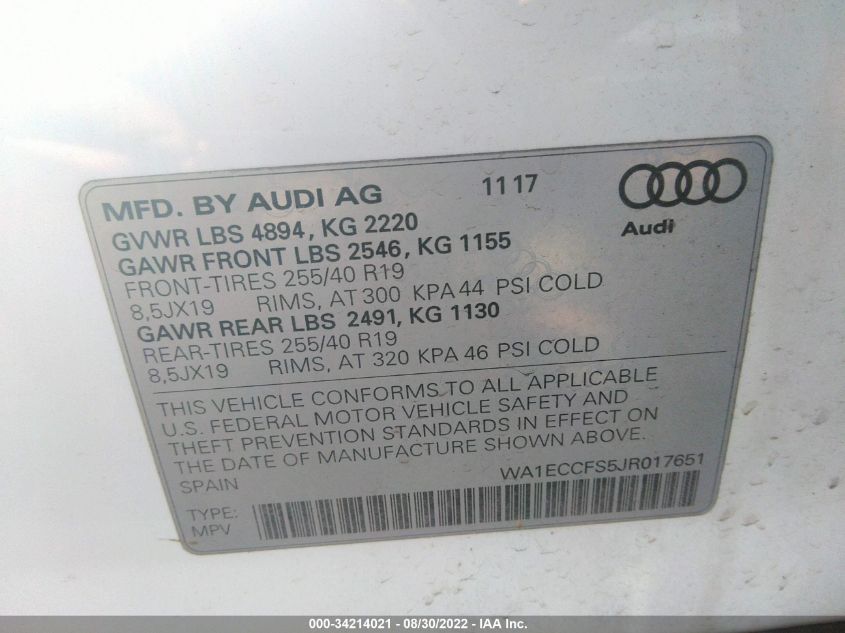 MFD. BY AUDI AG 11 17
Audi
GVWR LBS 4894, KG 2220
GAWR FRONT LBS 2546, KG 1155
FRONT-TIRES 255/40 R19
8,5JX19 RIMS, AT 300 KPA 44 PSI COLD
GAWR REAR LBS 2491, KG 1130
REAR-TIRES 255/40 R19
8,5JX19 RIMS, AT 320 KPA 46 PSI COLD
THIS VEHICLE CONFORMS TO ALL APPLICABLE
U.S. FEDERAL MOTOR VEHICLE SAFETY AND
THEFT PREVENTION STANDARDS IN EFFECT ON
THE DATE OF MANUFACTURE SHOWN ABOVE.
SPAIN WA1ECCFS5JR017651
TYPE:
MPV
000-34214021 - 08/30/2022 - IAA Inc.